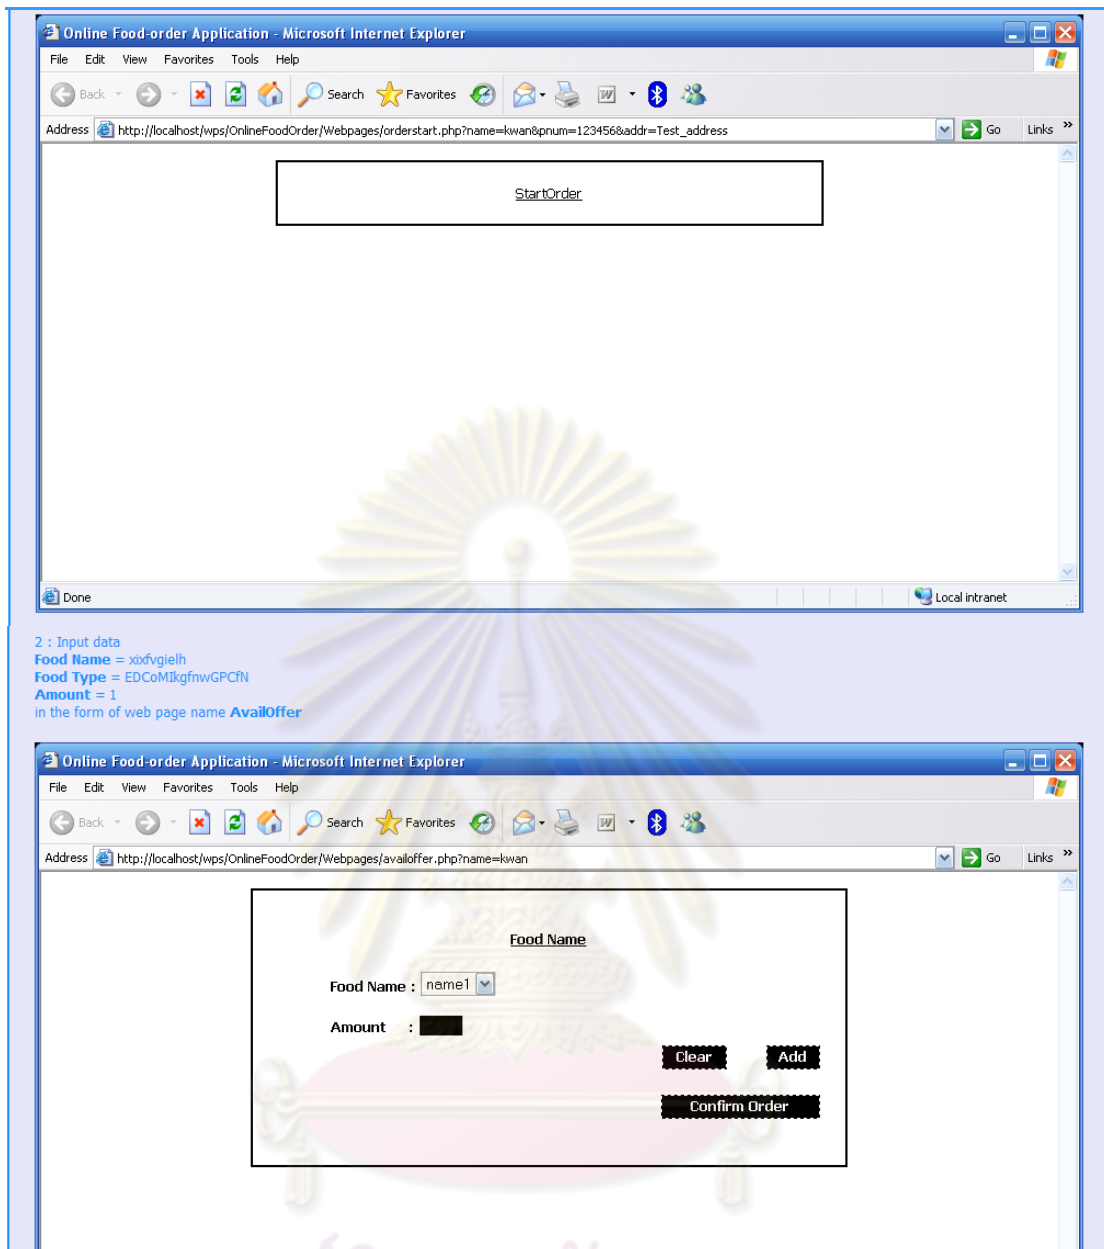 Online Food-order Application - Microsoft Internet Explorer
File Edit View Favorites Tools Help
Back Search Favorites
Address http://localhost/wps/OnlineFoodOrder/Webpages/orderstart.php?name=kwan&pnum=123456&addr=Test_address Go Links »
StartOrder
Done Local intranet
2 : Input data
Food Name = xixfvgielh
Food Type = EDCoMIkgfnwGPCfN
Amount = 1
in the form of web page name AvailOffer
Online Food-order Application - Microsoft Internet Explorer
File Edit View Favorites Tools Help
Back Search Favorites
Address http://localhost/wps/OnlineFoodOrder/Webpages/availoffer.php?name=kwan Go Links »
Food Name
Food Name : name1
Amount :
Clear Add
Confirm Order